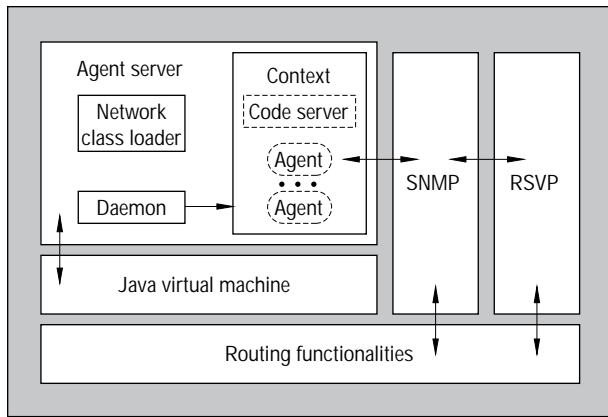 Agent server
Context
Network
class loader
Code server
Agent
Agent
Daemon
SNMP
RSVP
Java virtual machine
Routing functionalities